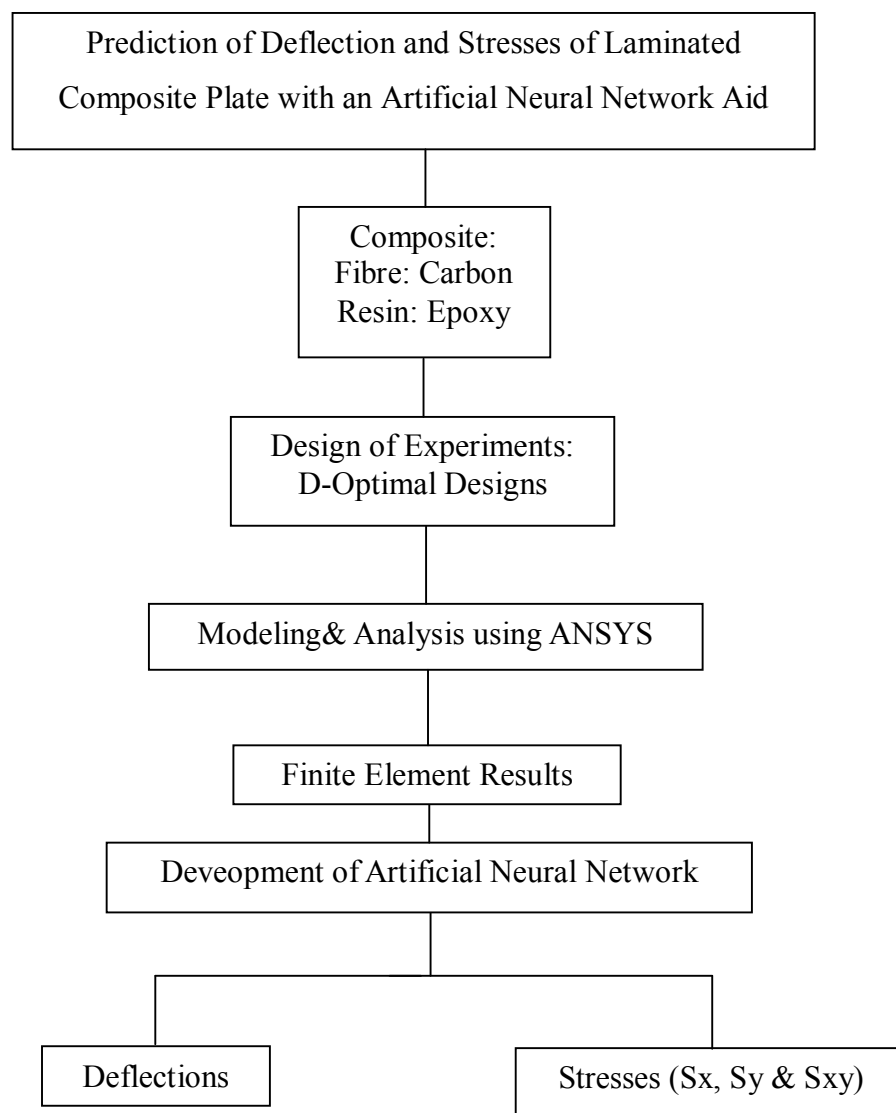 Prediction of Deflection and Stresses of Laminated
Composite Plate with an Artificial Neural Network Aid
Composite:
Fibre: Carbon
Resin: Epoxy
Design of Experiments:
D-Optimal Designs
Modeling& Analysis using ANSYS
Finite Element Results
Deveopment of Artificial Neural Network
Deflections
Stresses (Sx, Sy & Sxy)